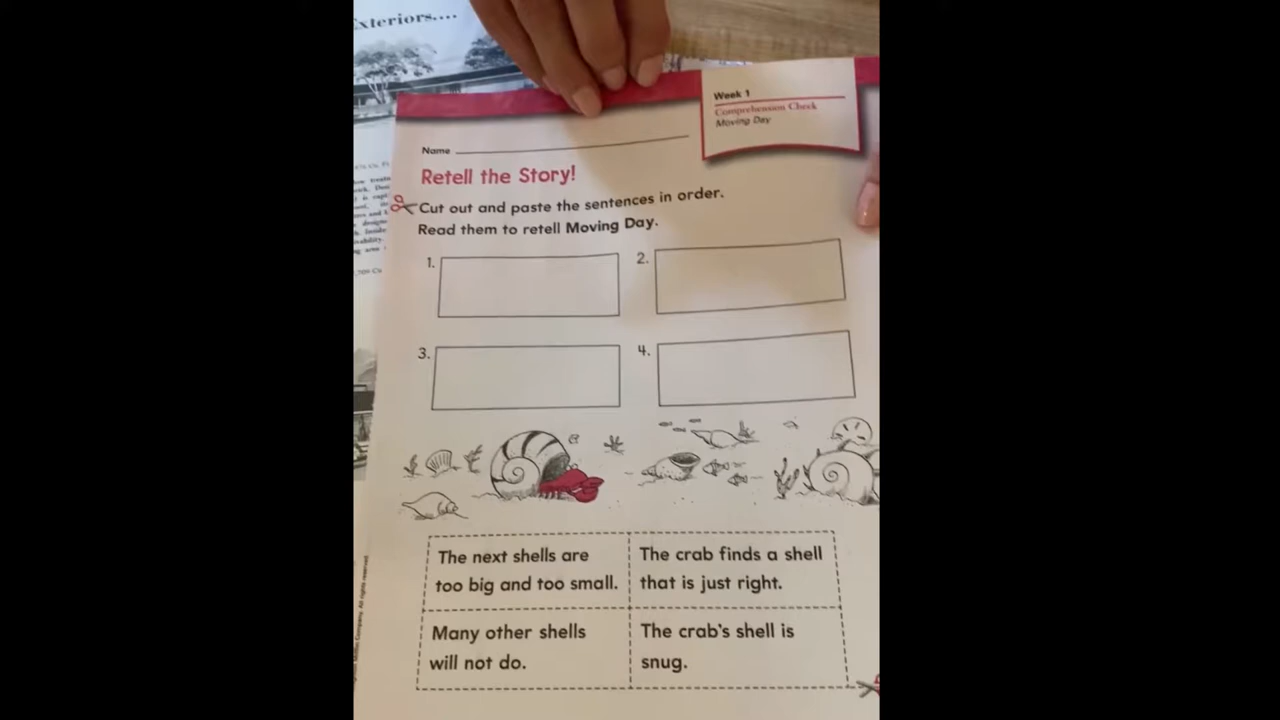 Exteriors....
Week 1
Comprehension Check
Moving Day
Name
Retell the Story!
Cut out and paste the sentences in order.
Read them to retell Moving Day.
1.
2.
3.
4.
The next shells are
too big and too small.
The crab finds a shell
that is just right.
Many other shells
will not do.
The crab's shell is
snug.